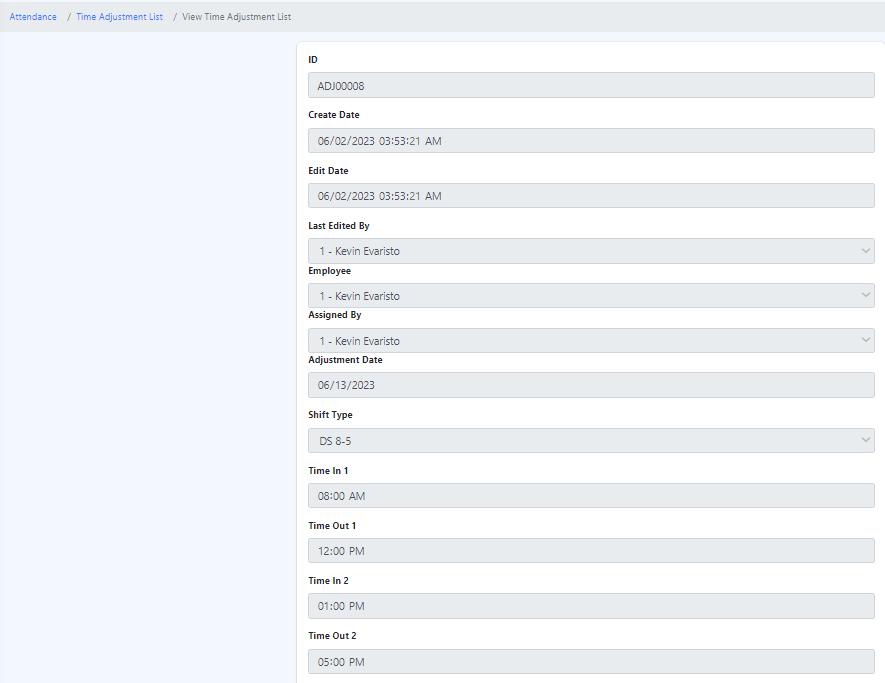 Attendance / Time Adjustment List / View Time Adjustment List
ID
ADJ00008
Create Date
06/02/2023 03:53:21 AM
Edit Date
06/02/2023 03:53:21 AM
Last Edited By
1 - Kevin Evaristo
Employee
1 - Kevin Evaristo
Assigned By
1 - Kevin Evaristo
Adjustment Date
06/13/2023
Shift Type
DS 8-5
Time In 1
08:00 AM
Time Out 1
12:00 PM
Time In 2
01:00 PM
Time Out 2
05:00 PM